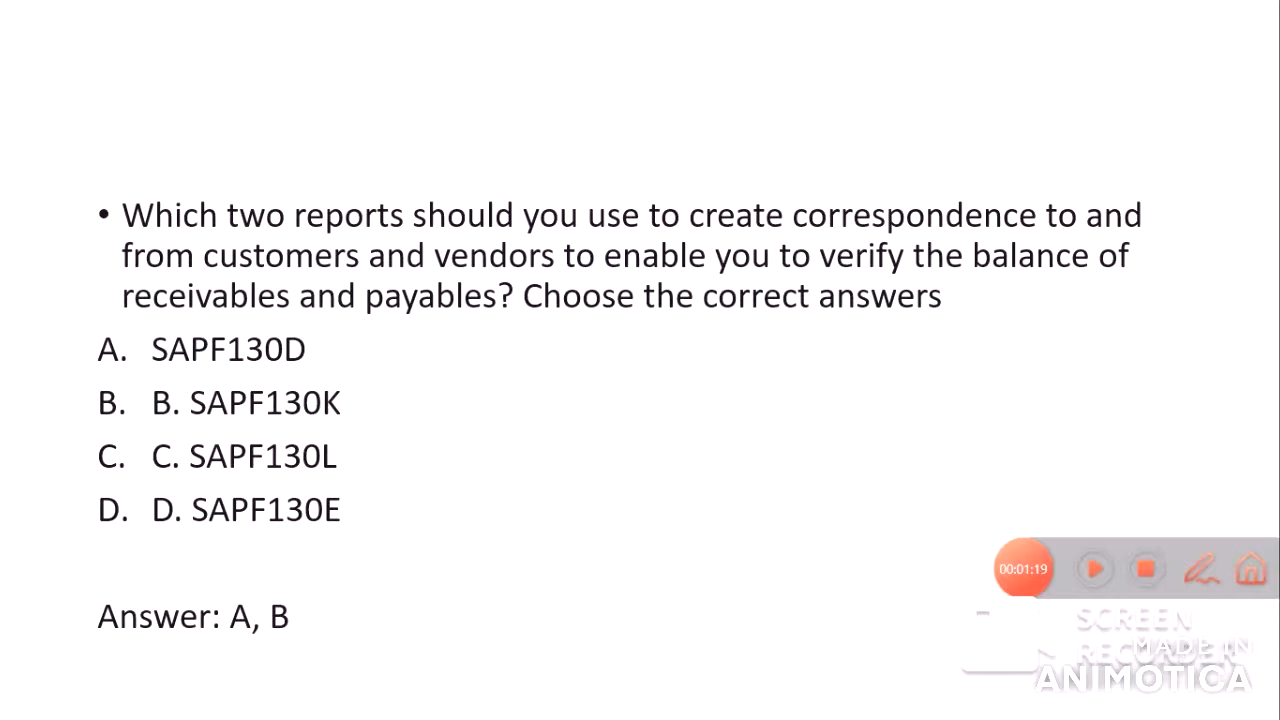 • Which two reports should you use to create correspondence to and
from customers and vendors to enable you to verify the balance of
receivables and payables? Choose the correct answers
A. SAPF130D
B. B. SAPF130K
C. C. SAPF130L
D. D. SAPF130E
00:01:19
Answer: A, B
SCREEN
RECORDER
MADE IN
ANIMOTICA